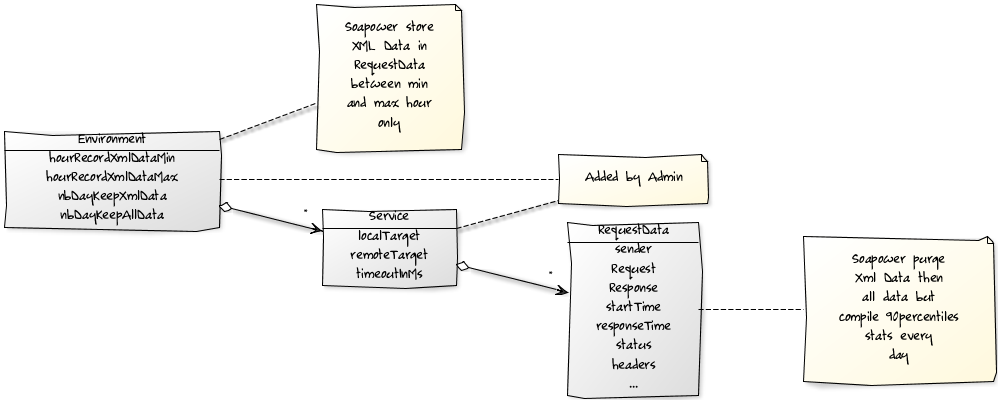 Soapower store
XML Data in
RequestData
between min
and max hour
only
Environment
hourRecordXmlDataMin
hourRecordXmlDataMax
nbDayKeepXmlData
nbDayKeepAllData
*
Added by Admin
Service
localTarget
remoteTarget
timeoutInMs
*
RequestData
sender
Request
Response
startTime
responseTime
status
headers
...
Soapower purge
Xml Data then
all data but
compile 90percentiles
stats every
day